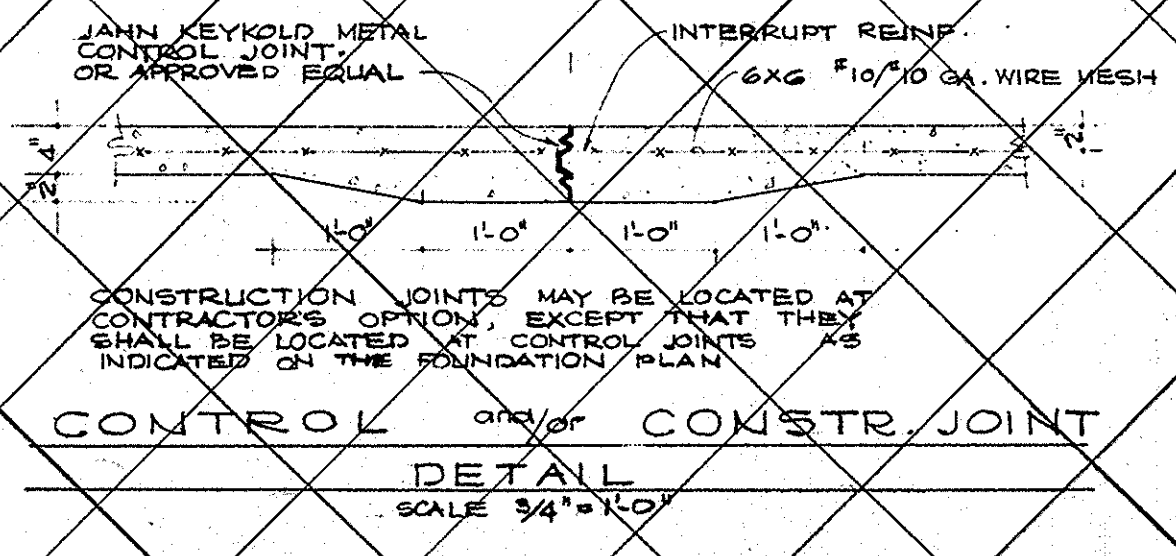 JAHN KEYKOLD METAL
CONTROL JOINT.
OR APPROVED EQUAL
INTERRUPT REINF.
6X6 #10/#10 GA. WIRE MESH
4"
2"
2"
1'-0" 1'-0" 1'-0" 1'-0"
CONSTRUCTION JOINTS MAY BE LOCATED AT
CONTRACTOR'S OPTION, EXCEPT THAT THEY
SHALL BE LOCATED AT CONTROL JOINTS AS
INDICATED ON THE FOUNDATION PLAN
CONTROL and/or CONSTR. JOINT
DETAIL
SCALE 3/4" = 1'-0"